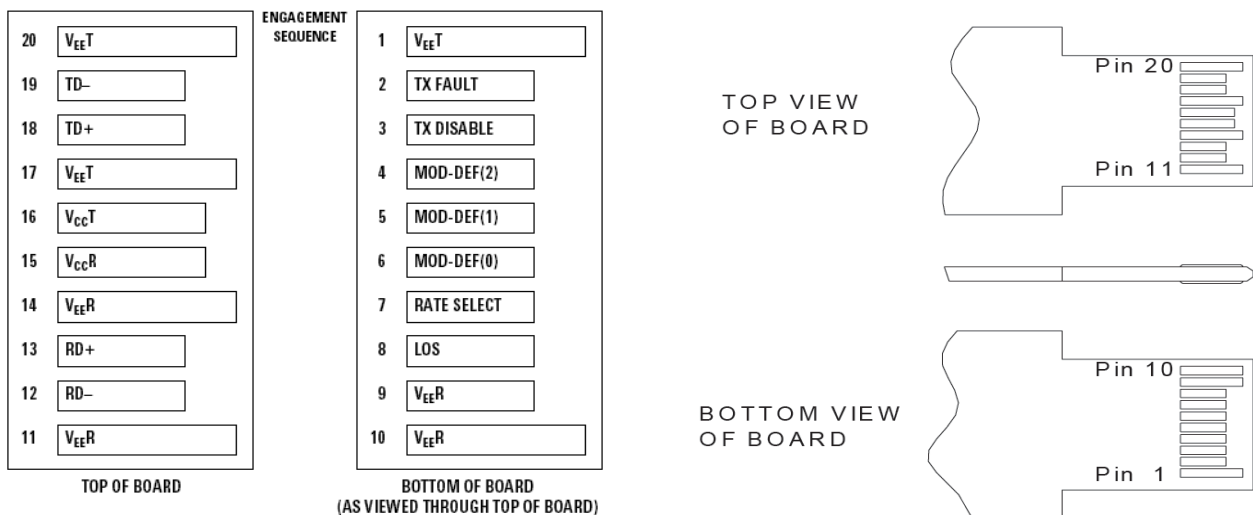 ENGAGEMENT
SEQUENCE
20 VEET
19 TD–
18 TD+
17 VEET
16 VCCT
15 VCCR
14 VEER
13 RD+
12 RD–
11 VEER
TOP OF BOARD
1 VEET
2 TX FAULT
3 TX DISABLE
4 MOD-DEF(2)
5 MOD-DEF(1)
6 MOD-DEF(0)
7 RATE SELECT
8 LOS
9 VEER
10 VEER
BOTTOM OF BOARD
(AS VIEWED THROUGH TOP OF BOARD)
TOP VIEW
OF BOARD
Pin 20
Pin 11
BOTTOM VIEW
OF BOARD
Pin 10
Pin 1